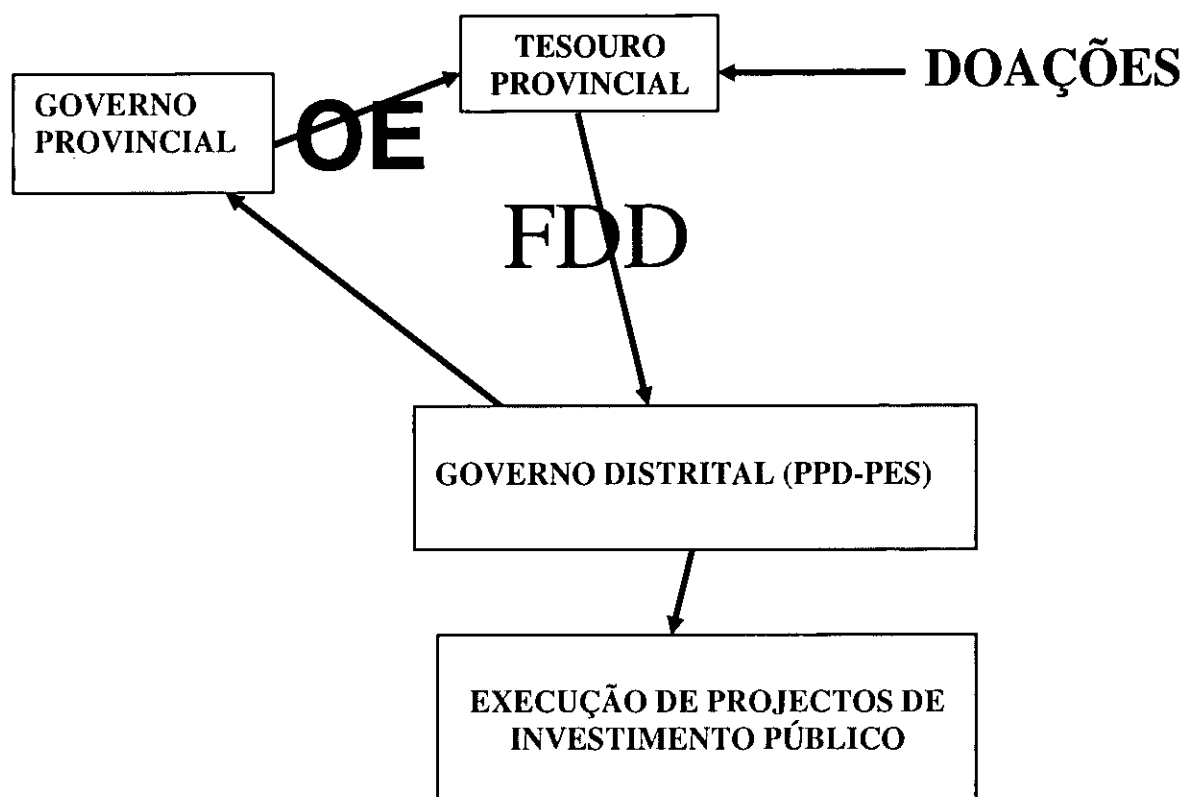 TESOURO
PROVINCIAL
DOAÇÕES
GOVERNO
PROVINCIAL
OE
FDD
GOVERNO DISTRITAL (PPD-PES)
EXECUÇÃO DE PROJECTOS DE
INVESTIMENTO PÚBLICO